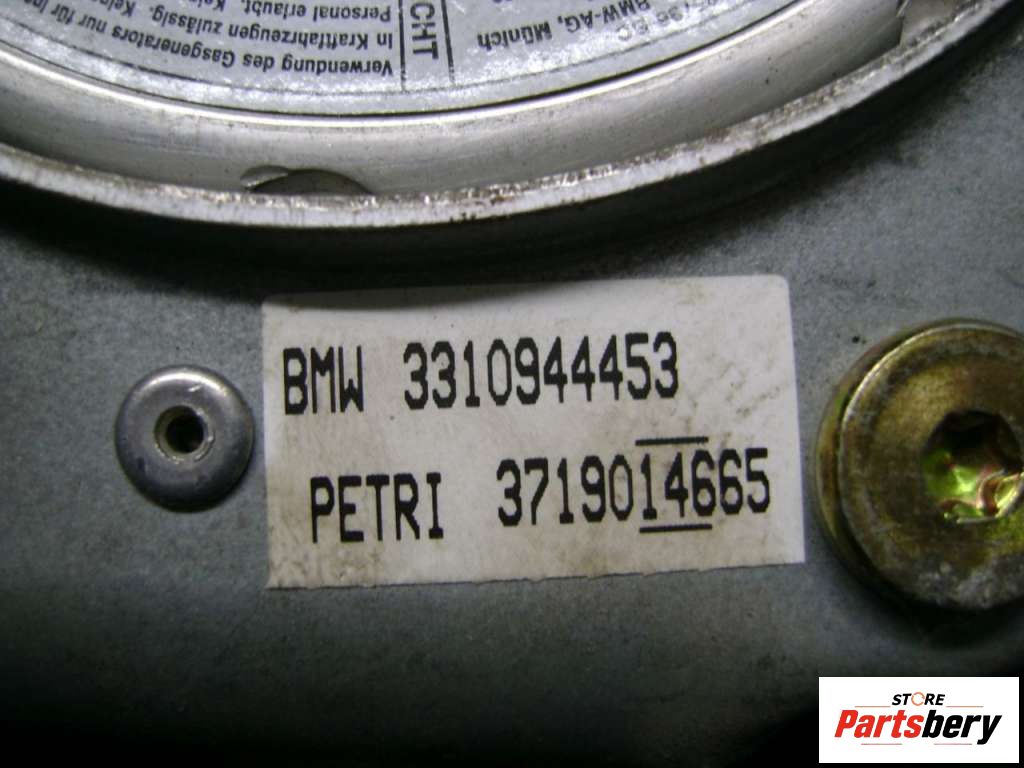 Personal erlaubt.
in Kraftfahrzeugen zulässig.
Verwendung des Gasgenerators nur für
CHT
BMW-AG, Münich
BMW 3310944453
PETRI 3719014665
STORE
Partsbery